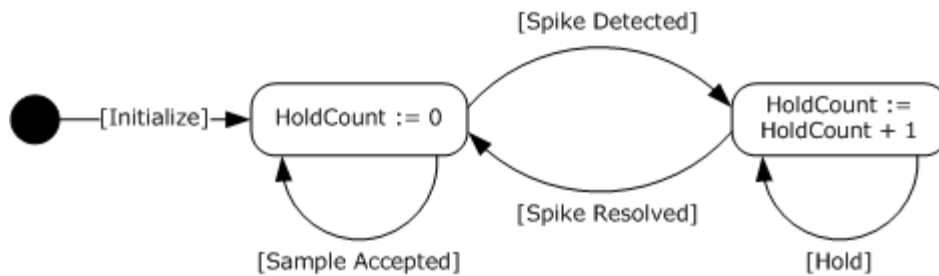 [Spike Detected]
[Initialize]
HoldCount := 0
HoldCount :=
HoldCount + 1
[Spike Resolved]
[Sample Accepted]
[Hold]